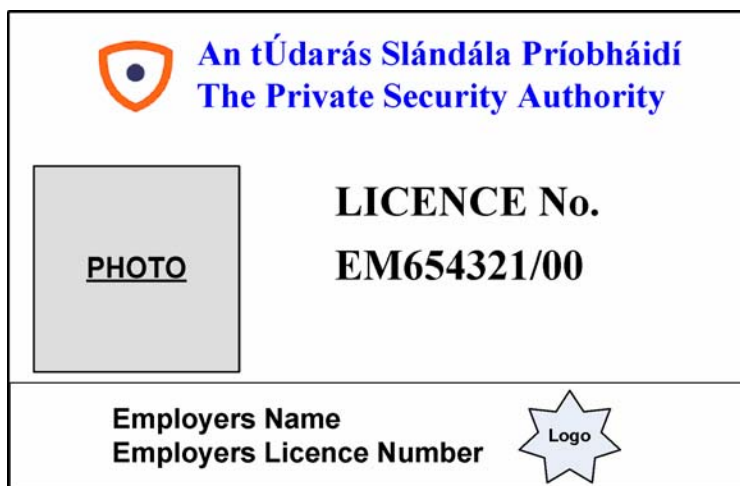 An tÚdarás Slándála Príobháidí
The Private Security Authority
LICENCE No.
EM654321/00
PHOTO
Employers Name
Employers Licence Number
Logo